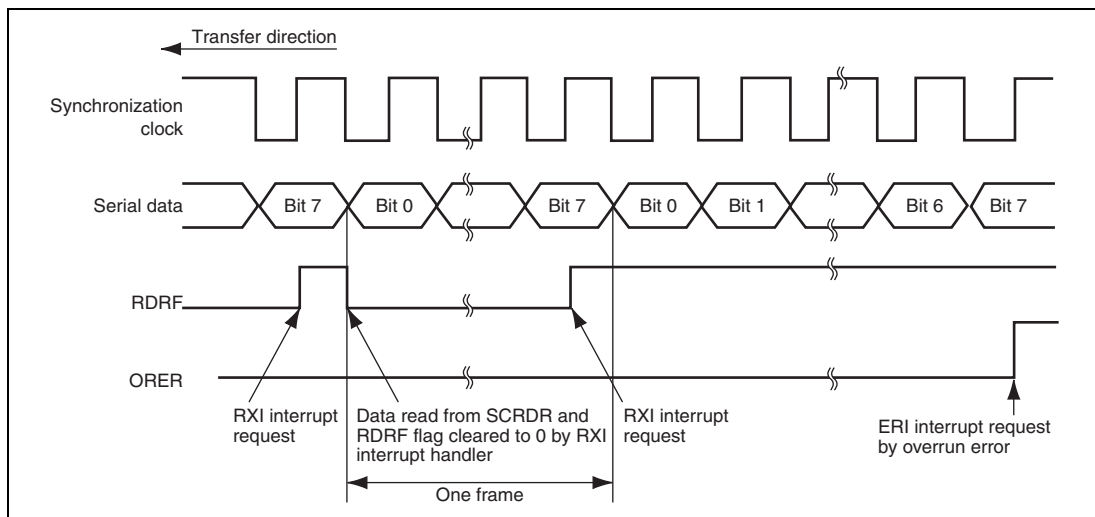 Transfer direction
Synchronization
clock
Serial data
Bit 7
Bit 0
Bit 7
Bit 0
Bit 1
Bit 6
Bit 7
RDRF
ORER
RXI interrupt
request
Data read from SCRDR and
RDRF flag cleared to 0 by RXI
interrupt handler
RXI interrupt
request
ERI interrupt request
by overrun error
One frame